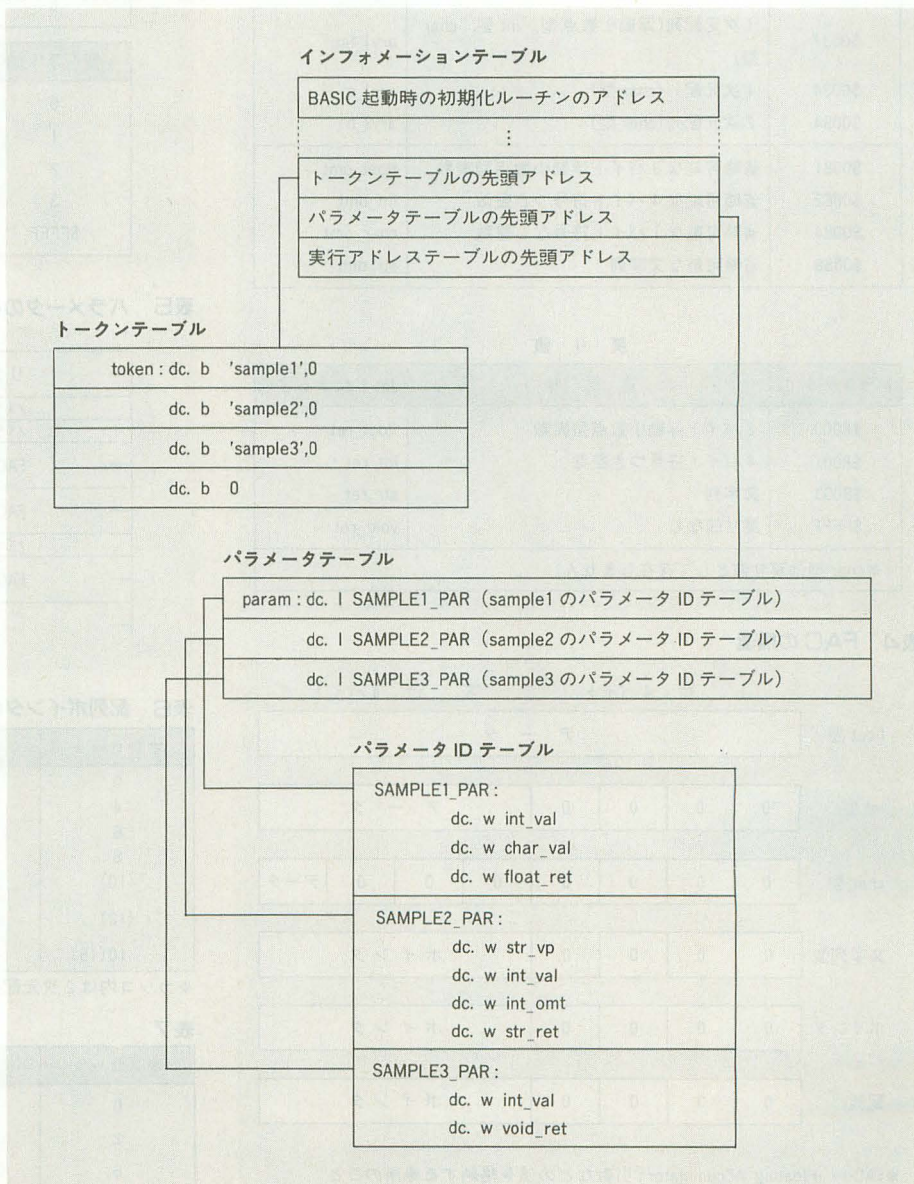 インフォメーションテーブル
BASIC 起動時の初期化ルーチンのアドレス
⋮
トークンテーブルの先頭アドレス
パラメータテーブルの先頭アドレス
実行アドレステーブルの先頭アドレス
トークンテーブル
token : dc. b 'sample1',0
dc. b 'sample2',0
dc. b 'sample3',0
dc. b 0
パラメータテーブル
param : dc. l SAMPLE1_PAR (sample1 のパラメータ ID テーブル)
dc. l SAMPLE2_PAR (sample2 のパラメータ ID テーブル)
dc. l SAMPLE3_PAR (sample3 のパラメータ ID テーブル)
パラメータ ID テーブル
SAMPLE1_PAR :
dc. w int_val
dc. w char_val
dc. w float_ret
SAMPLE2_PAR :
dc. w str_vp
dc. w int_val
dc. w int_omt
dc. w str_ret
SAMPLE3_PAR :
dc. w int_val
dc. w void_ret